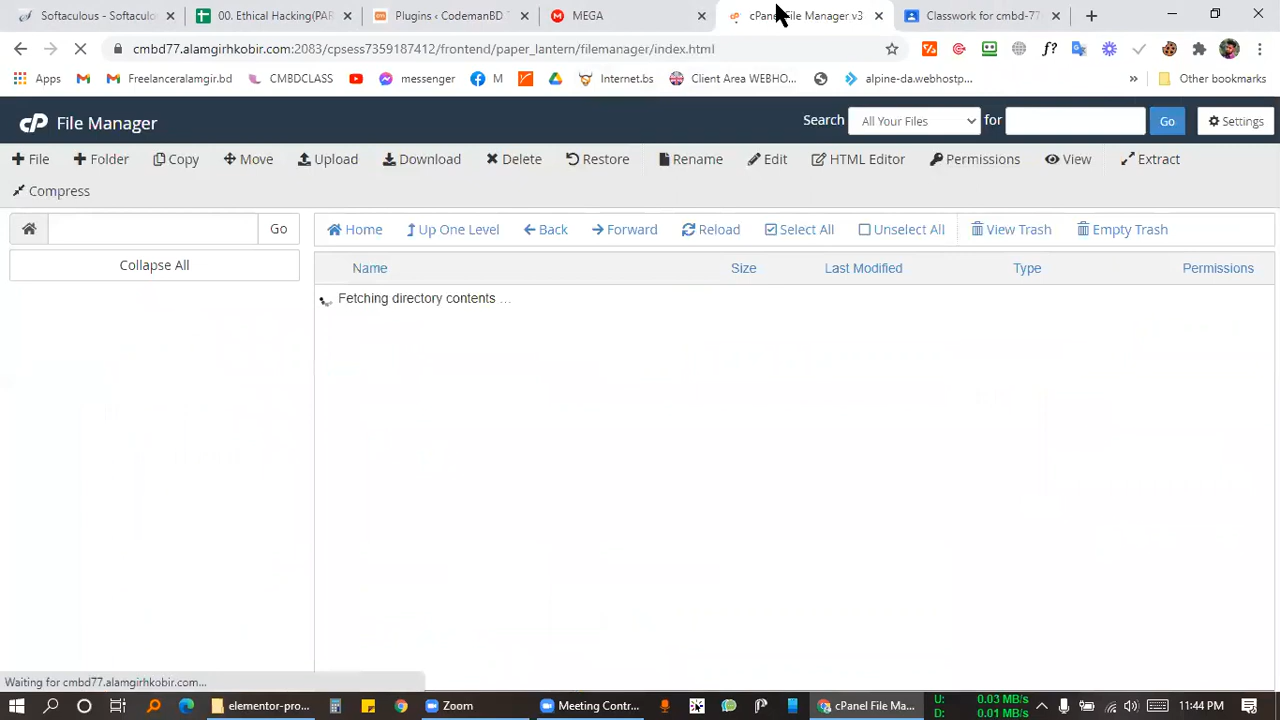 Softaculous - Softaculo
00. Ethical Hacking(PAR
Plugins ‹ CodemanBD
MEGA
cPanel File Manager v3
Classwork for cmbd-77
cmbd77.alamgirhkobir.com:2083/cpsess7359187412/frontend/paper_lantern/filemanager/index.html
Apps
Freelanceralamgir.bd
CMBDCLASS
messenger
M
Internet.bs
Client Area WEBHO...
alpine-da.webhostp...
Other bookmarks
cP File Manager
Search All Your Files for Go Settings
File Folder Copy Move Upload Download Delete Restore Rename Edit HTML Editor Permissions View Extract
Compress
Go Home Up One Level Back Forward Reload Select All Unselect All View Trash Empty Trash
Collapse All
Name Size Last Modified Type Permissions
Fetching directory contents ...
Waiting for cmbd77.alamgirhkobir.com...
elementor
Zoom
Meeting Contr...
cPanel File Ma...
U: 0.03 MB/s
D: 0.01 MB/s
11:44 PM